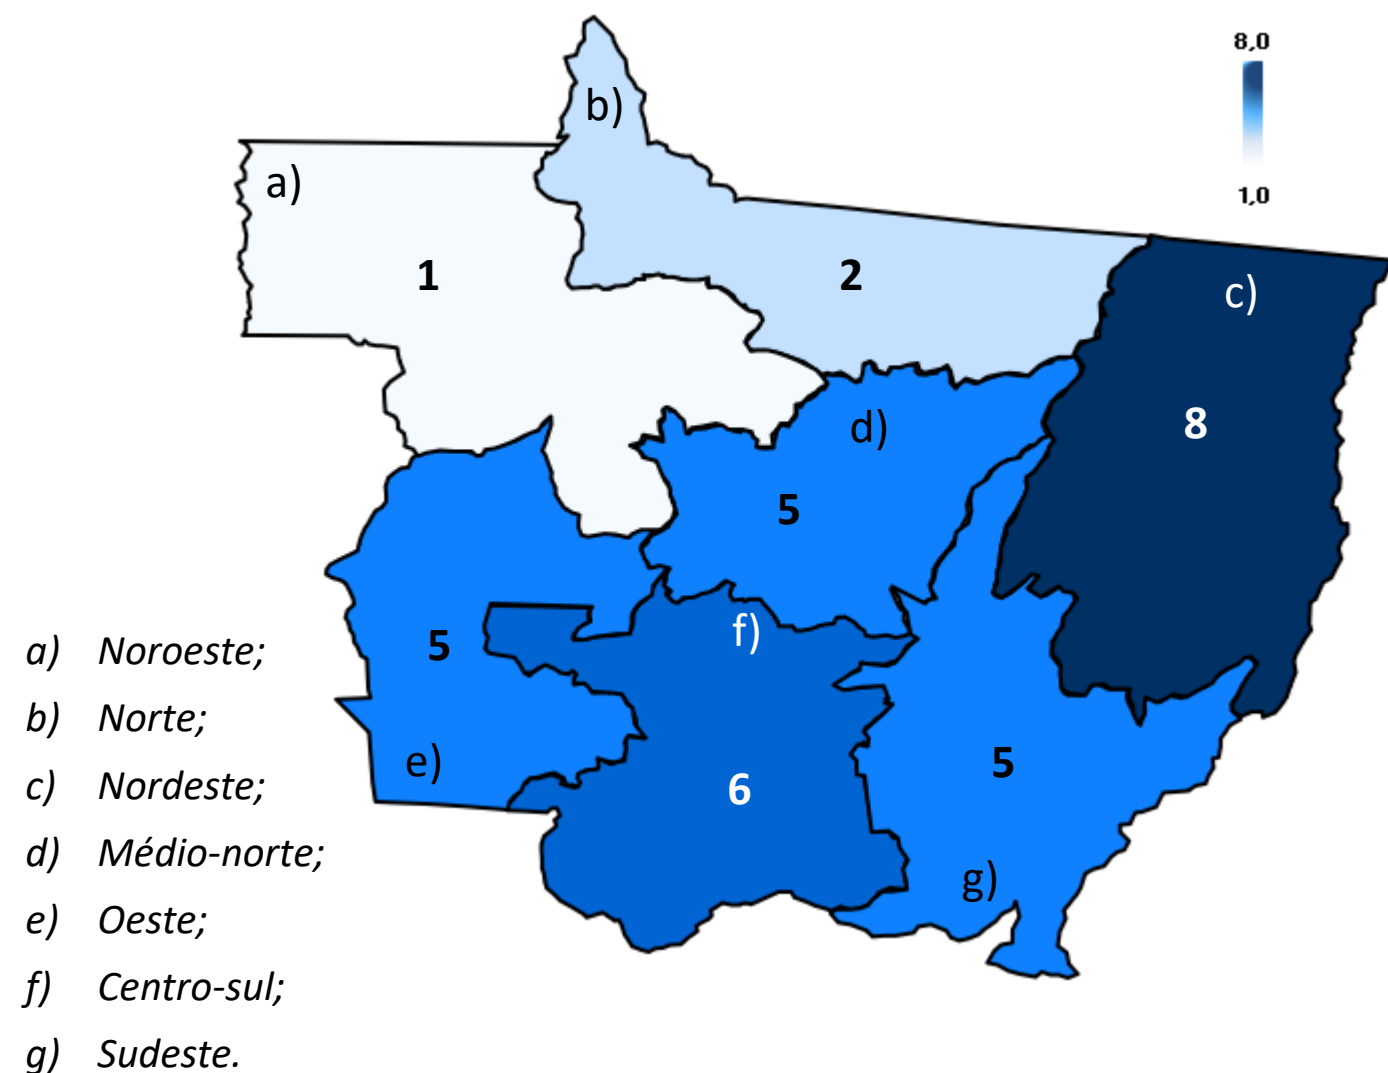 8,0
b)
a)
1,0
1
2
c)
8
d)
5
a) Noroeste;
b) Norte;
c) Nordeste;
d) Médio-norte;
e) Oeste;
f) Centro-sul;
g) Sudeste.
f)
5
e)
6
5
g)